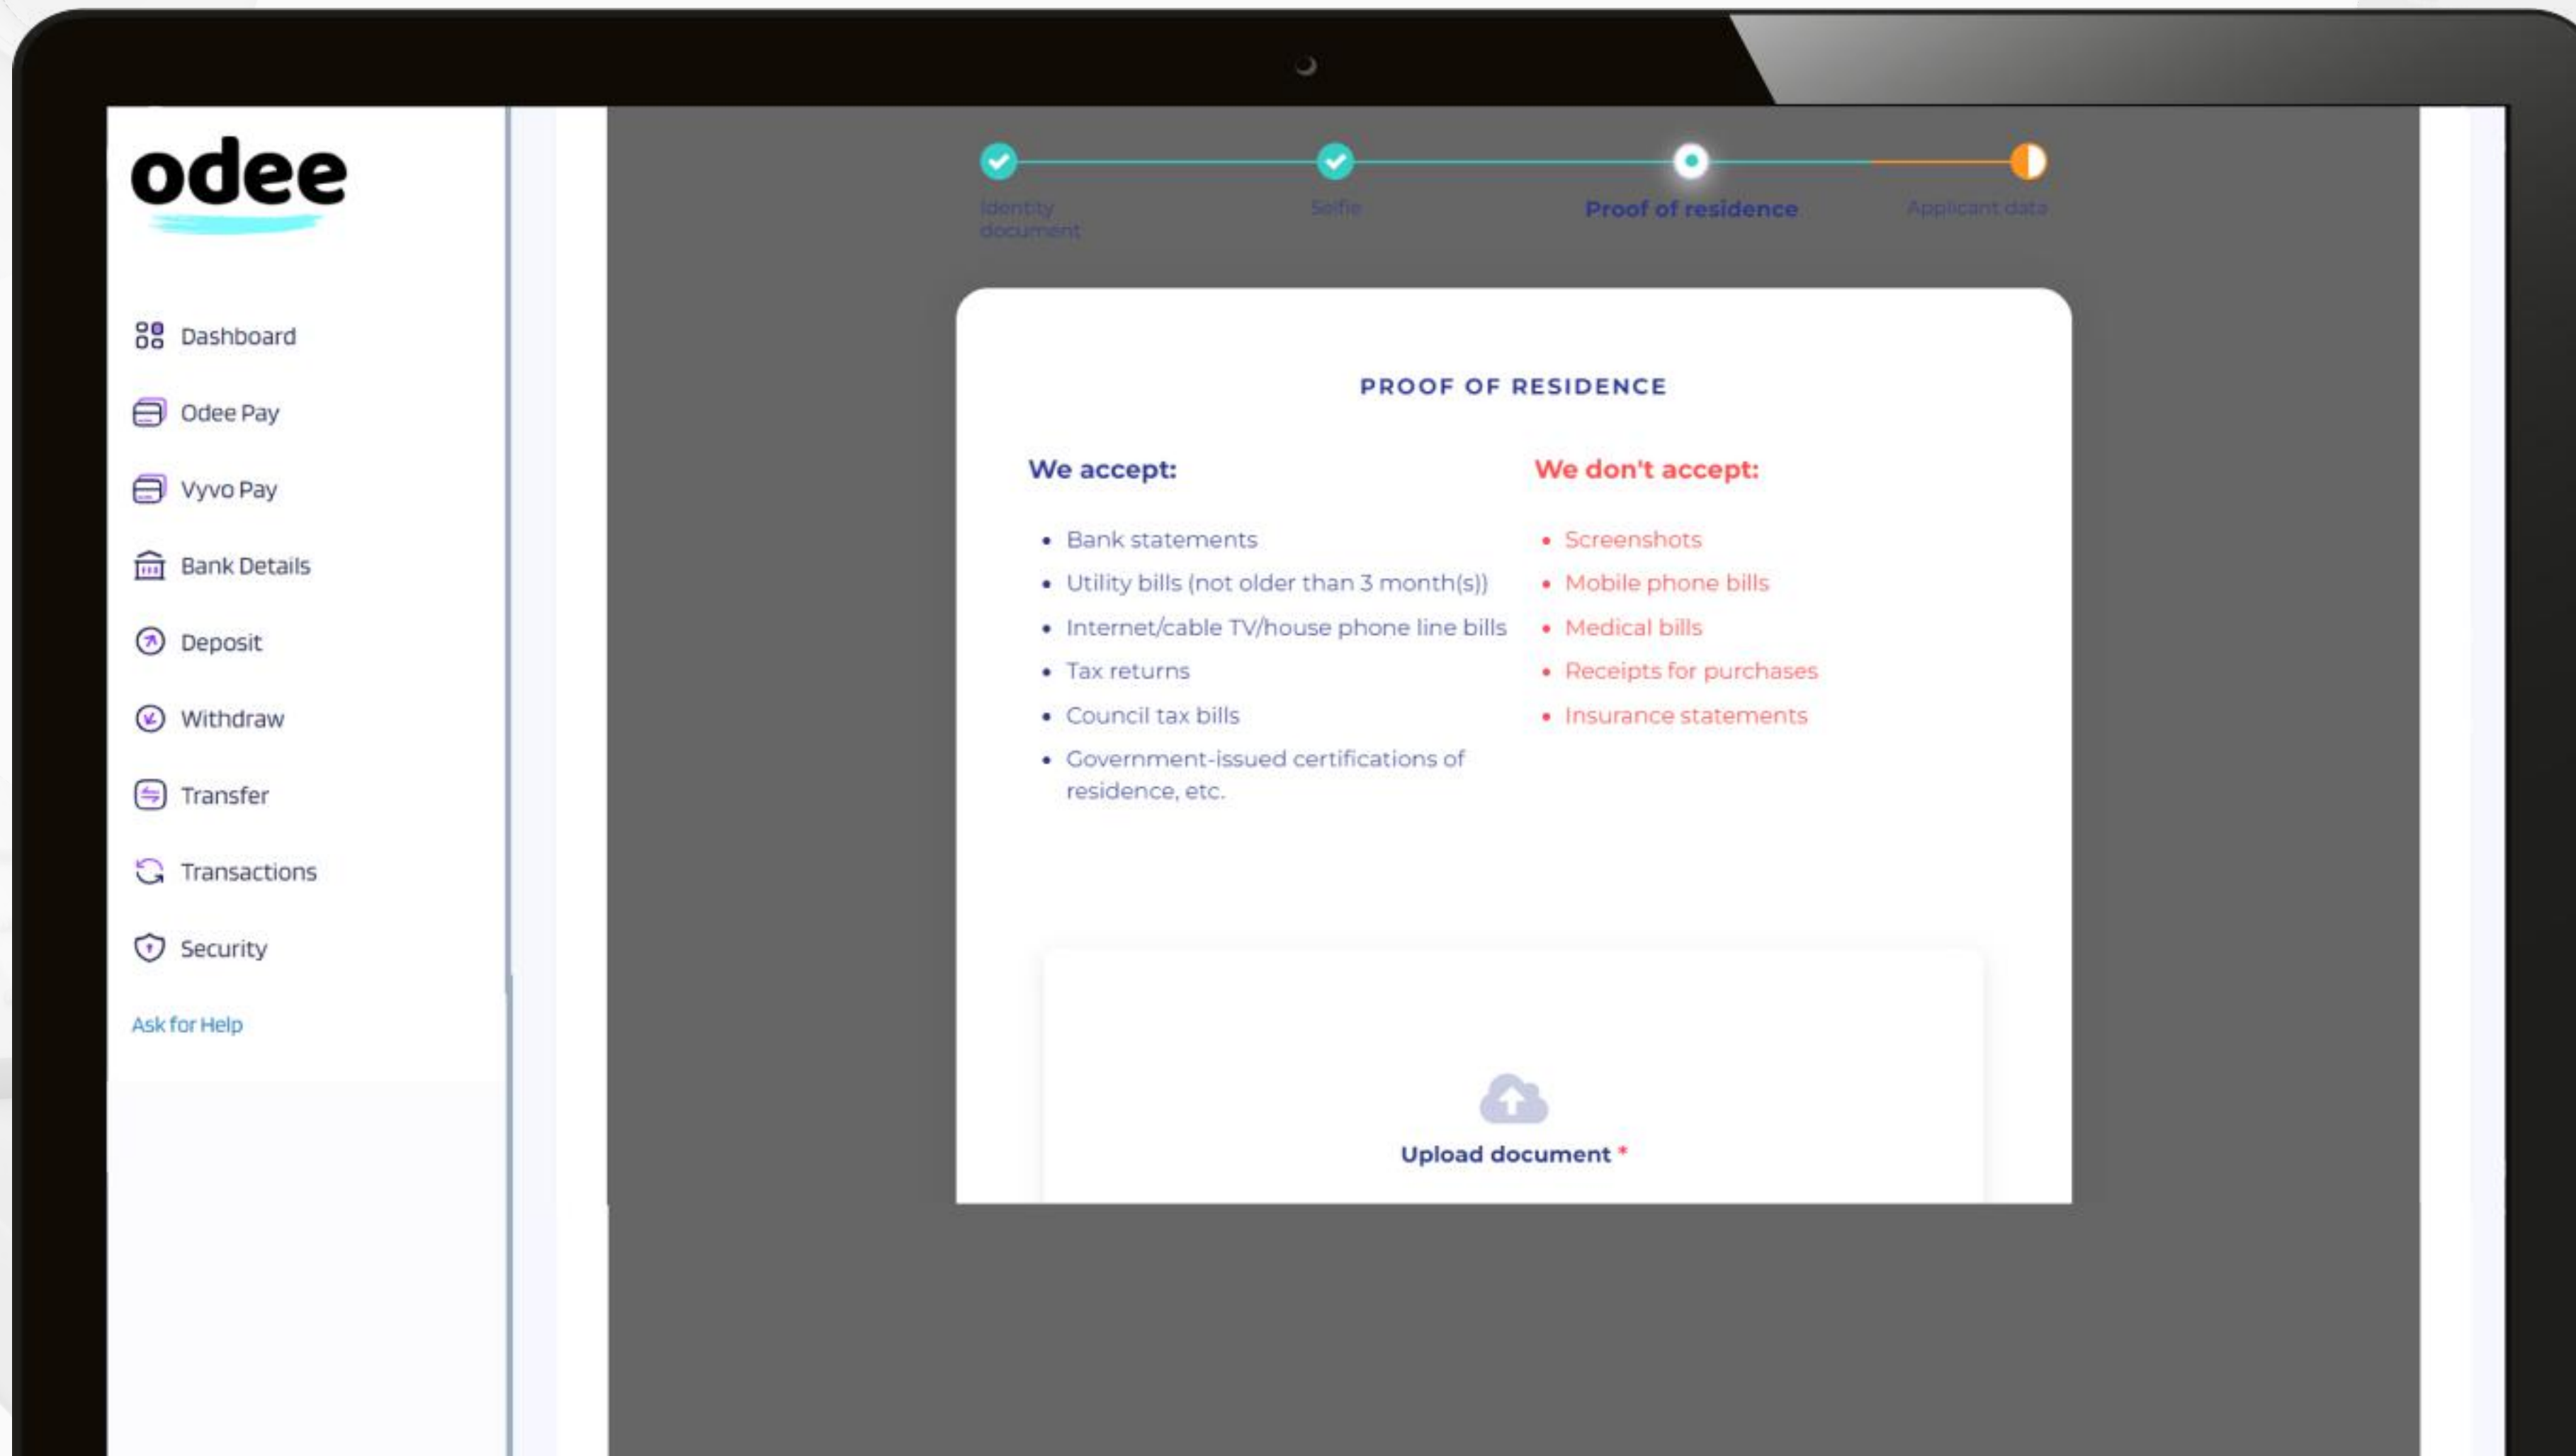 odee
Dashboard
Odee Pay
Vyvo Pay
Bank Details
Deposit
Withdraw
Transfer
Transactions
Security
Ask for Help
Identity
document
Selfie
Proof of residence
Applicant data
PROOF OF RESIDENCE
We accept:
Bank statements
Utility bills (not older than 3 month(s))
Internet/cable TV/house phone line bills
Tax returns
Council tax bills
Government-issued certifications of
residence, etc.
We don't accept:
Screenshots
Mobile phone bills
Medical bills
Receipts for purchases
Insurance statements
Upload document *